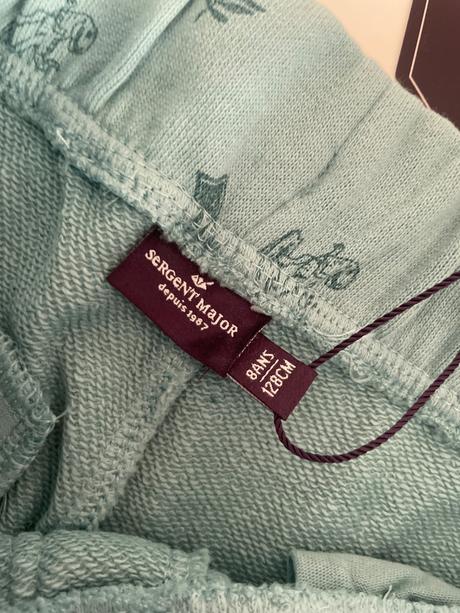 SeRGeNT MaJOR
depuis 1987
8ANS
128CM